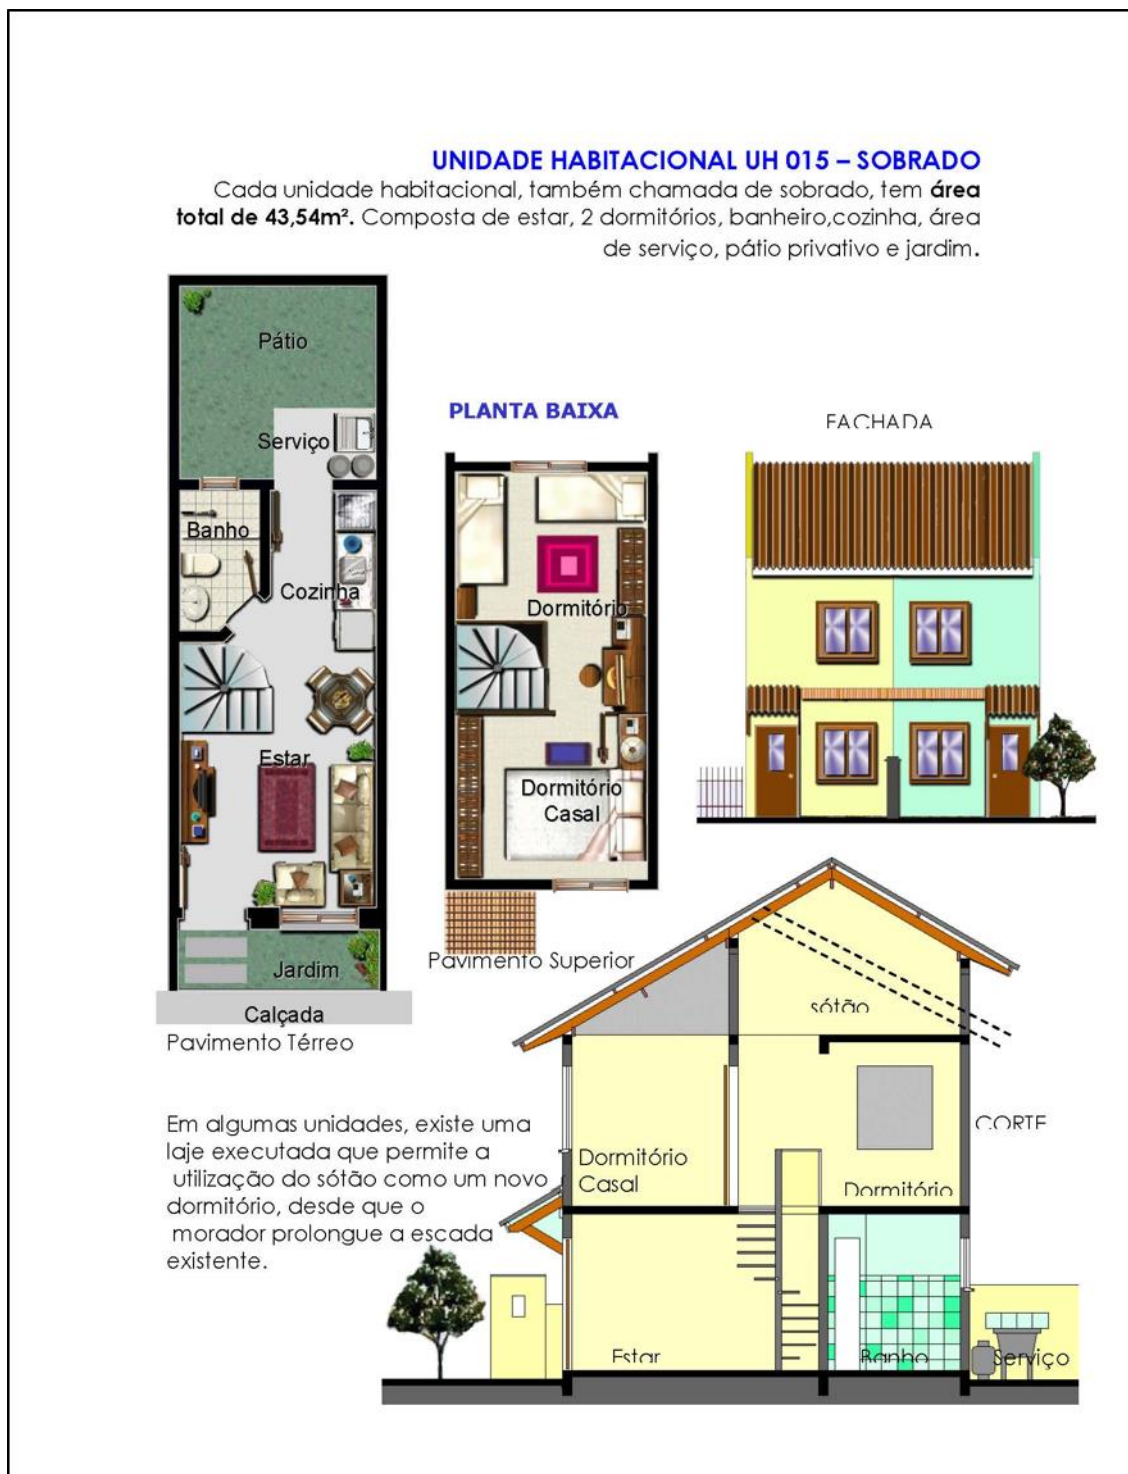 UNIDADE HABITACIONAL UH 015 – SOBRADO
Cada unidade habitacional, também chamada de sobrado, tem área
total de 43,54m². Composta de estar, 2 dormitórios, banheiro,cozinha, área
de serviço, pátio privativo e jardim.
Pátio
Serviço
Banho
Cozinha
Estar
Jardim
Calçada
Pavimento Térreo
PLANTA BAIXA
Dormitório
Dormitório
Casal
Pavimento Superior
FACHADA
Em algumas unidades, existe uma
laje executada que permite a
utilização do sótão como um novo
dormitório, desde que o
morador prolongue a escada
existente.
sótão
CORTE
Dormitório
Casal
Dormitório
Estar
Banho
Serviço